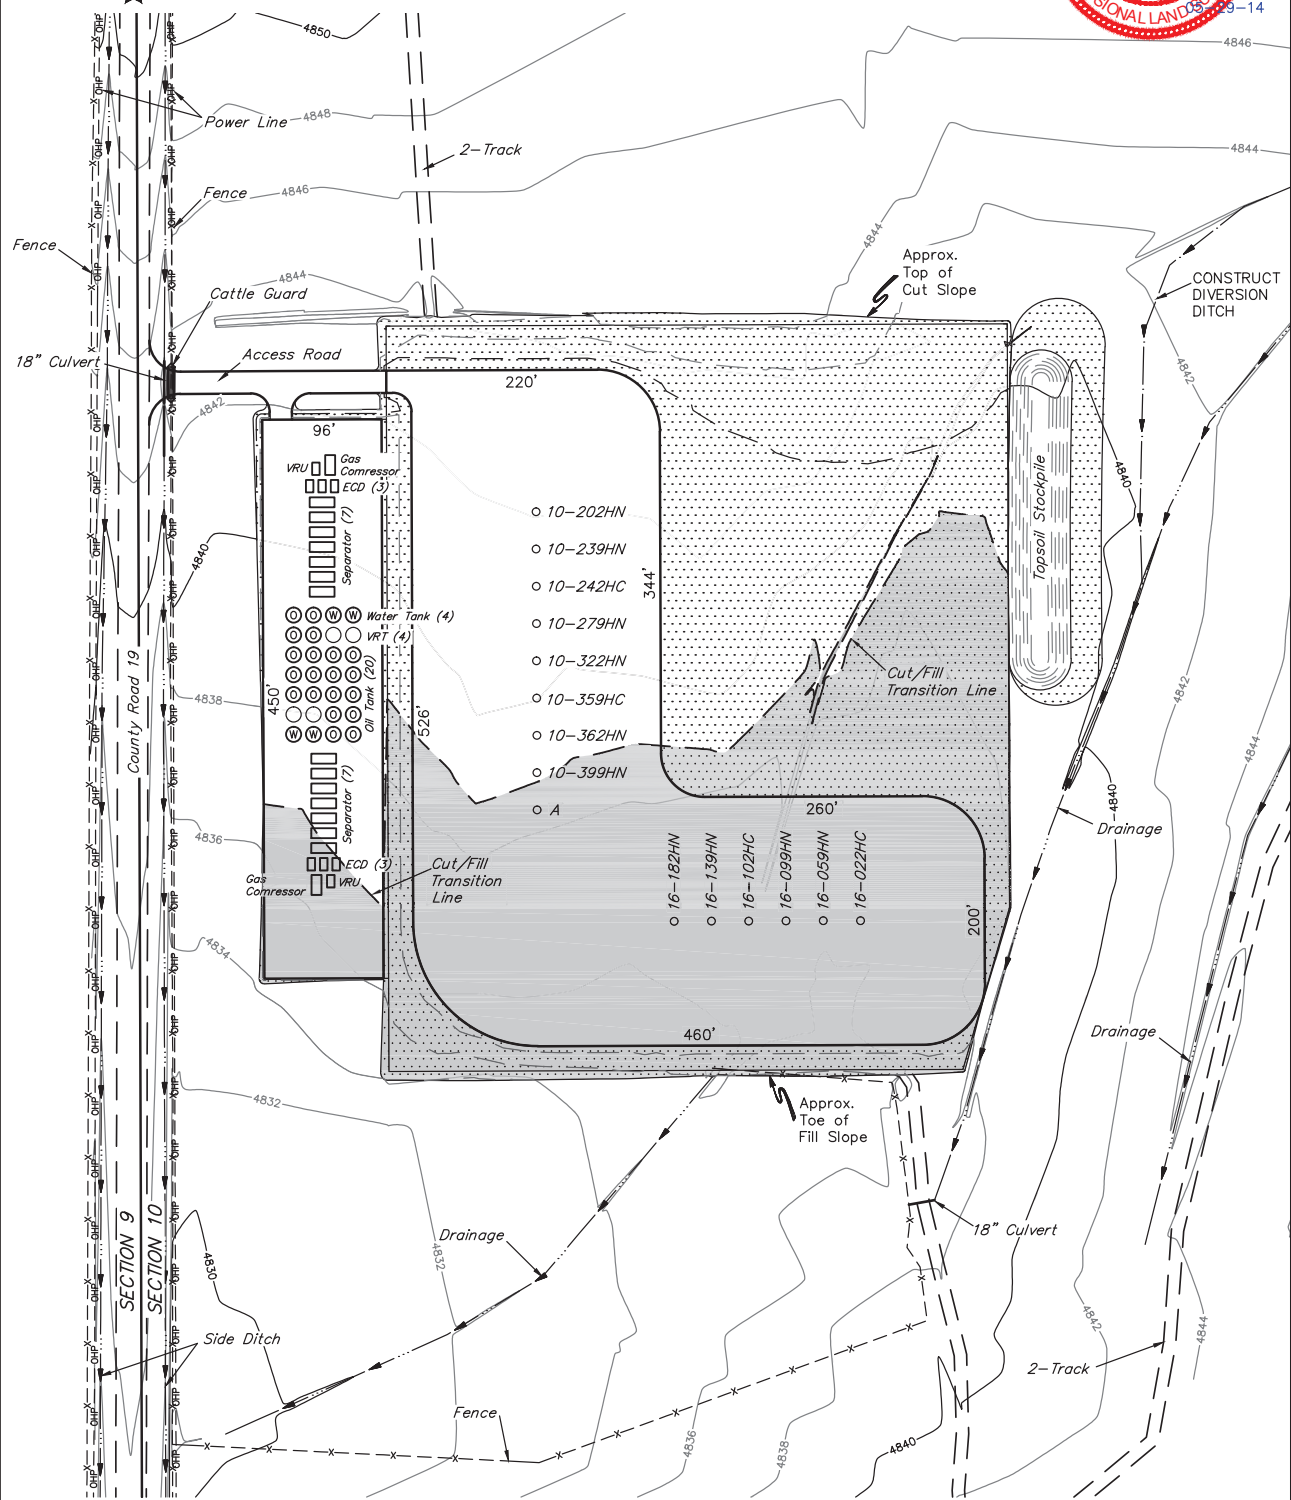 SIONAL LAND S
05-29-14
4850
4846
Power Line
4848
2-Track
4844
Fence
4846
Fence
4844
Approx.
Top of
Cut Slope
4844
CONSTRUCT
DIVERSION
DITCH
Cattle Guard
18" Culvert
Access Road
220'
4842
4842
96'
VRU
Gas
Comressor
ECD (3)
4840
Topsoil Stockpile
Separator (7)
10-202HN
10-239HN
10-242HC
10-279HN
10-322HN
10-359HC
10-362HN
10-399HN
A
344'
4840
Water Tank (4)
VRT (4)
Oil Tank (20)
O O W W
O O
O O O O
O O O O
O O O O
O O
W W O O
450'
526'
4838
Cut/Fill
Transition Line
4842
4844
County Road 19
Separator (7)
4836
260'
4840
Drainage
ECD (3)
VRU
Gas
Comressor
Cut/Fill
Transition
Line
16-182HN
16-139HN
16-102HC
16-099HN
16-059HN
16-022HC
200'
4834
460'
Drainage
4832
Approx.
Toe of
Fill Slope
SECTION 9
SECTION 10
4830
4832
Drainage
18" Culvert
4842
4844
Side Ditch
2-Track
Fence
4836
4838
4840
OHP